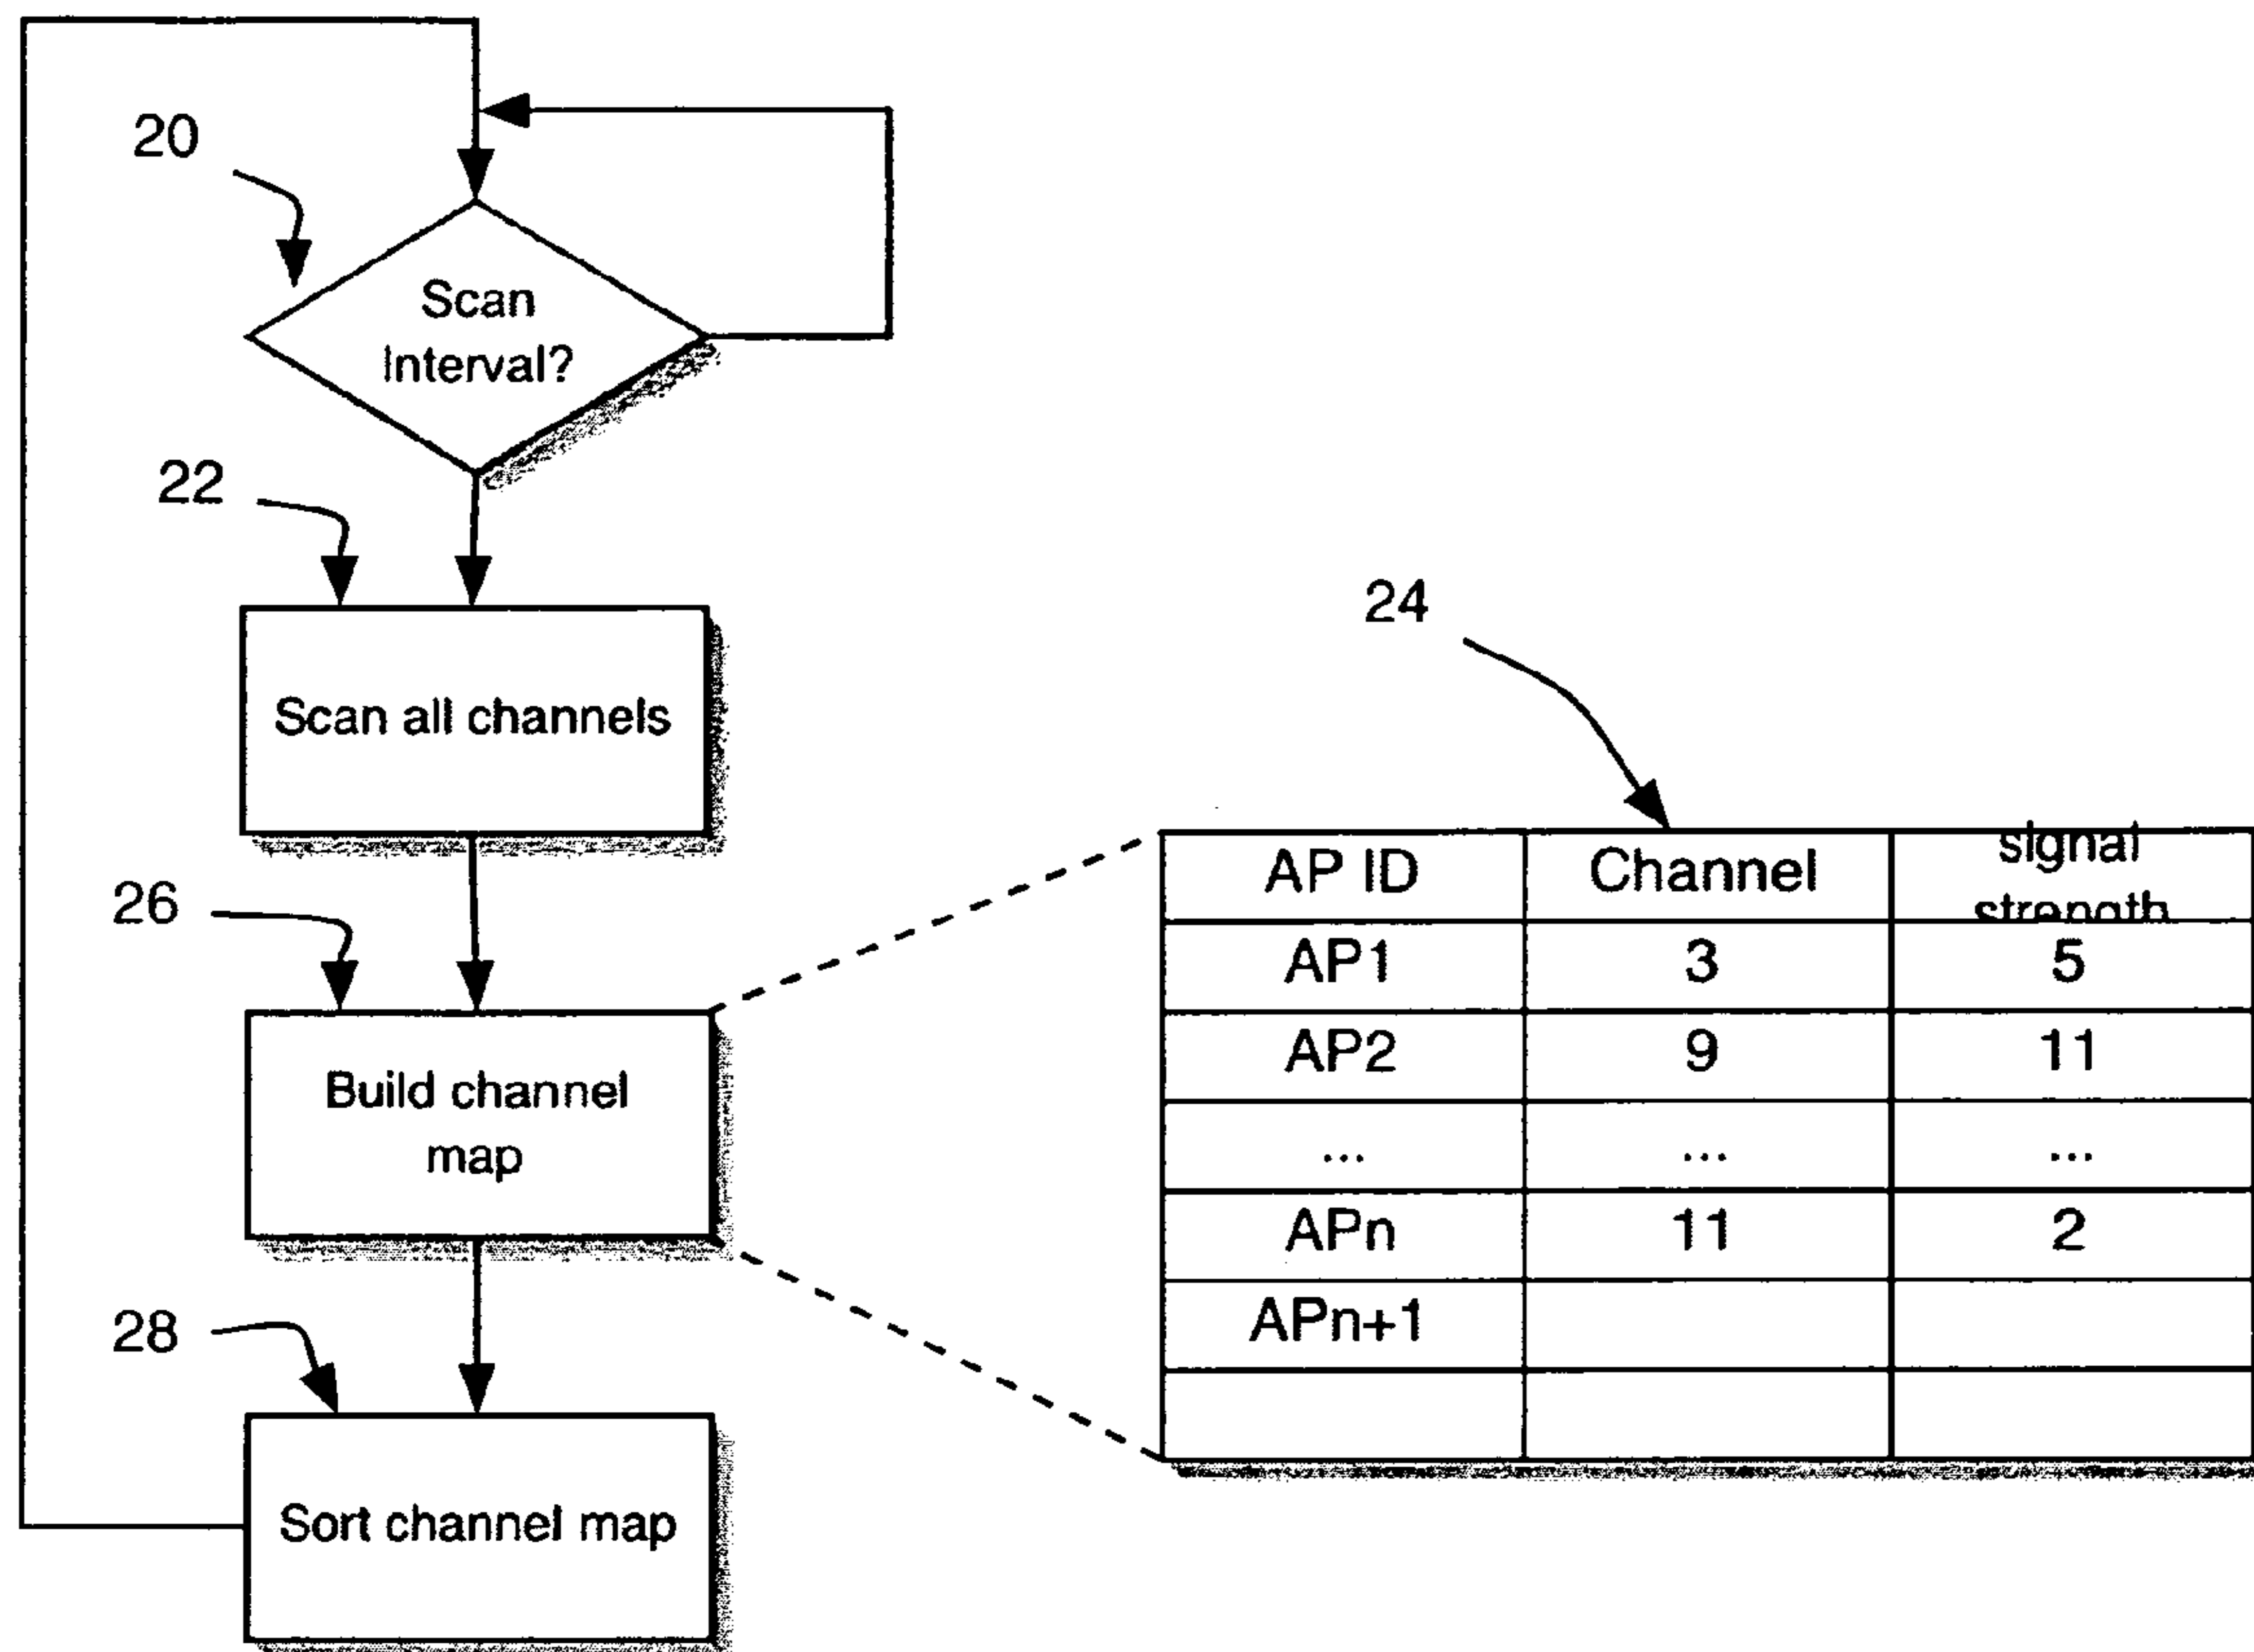 20
Scan
Interval?
22
Scan all channels
24
26
Build channel
map
AP ID Channel signal
strength
AP1 3 5
AP2 9 11
... ... ...
APn 11 2
APn+1
28
Sort channel map